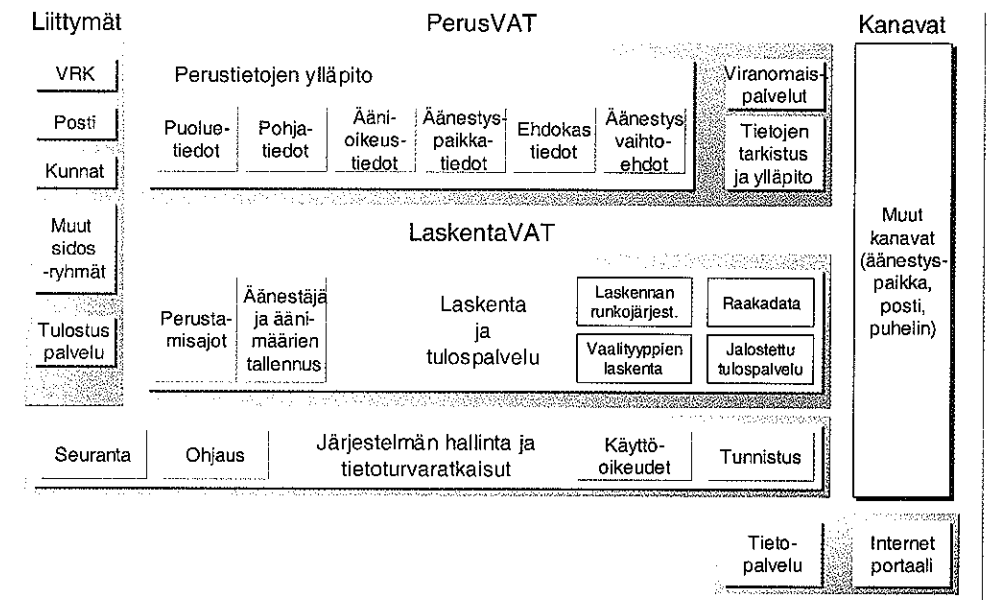 Liittymät
VRK
Posti
Kunnat
Muut
sidos
-ryhmät
Tulostus
palvelu
PerusVAT
Perustietojen ylläpito
Puolue-
tiedot
Pohja-
tiedot
Ääni-
oikeus-
tiedot
Äänestys-
paikka-
tiedot
Ehdokas
tiedot
Äänestys
vaihto-
ehdot
Viranomais-
palvelut
Tietojen
tarkistus
ja ylläpito
LaskentaVAT
Perusta-
misajot
Äänestäjä
ja ääni-
määrien
tallennus
Laskenta
ja
tulospalvelu
Laskennan
runkojärjest.
Raakadata
Vaalityyppien
laskenta
Jalostettu
tulospalvelu
Seuranta
Ohjaus
Järjestelmän hallinta ja
tietoturvaratkaisut
Käyttö-
oikeudet
Tunnistus
Kanavat
Muut
kanavat
(äänestys-
paikka,
posti,
puhelin)
Tieto-
palvelu
Internet
portaali